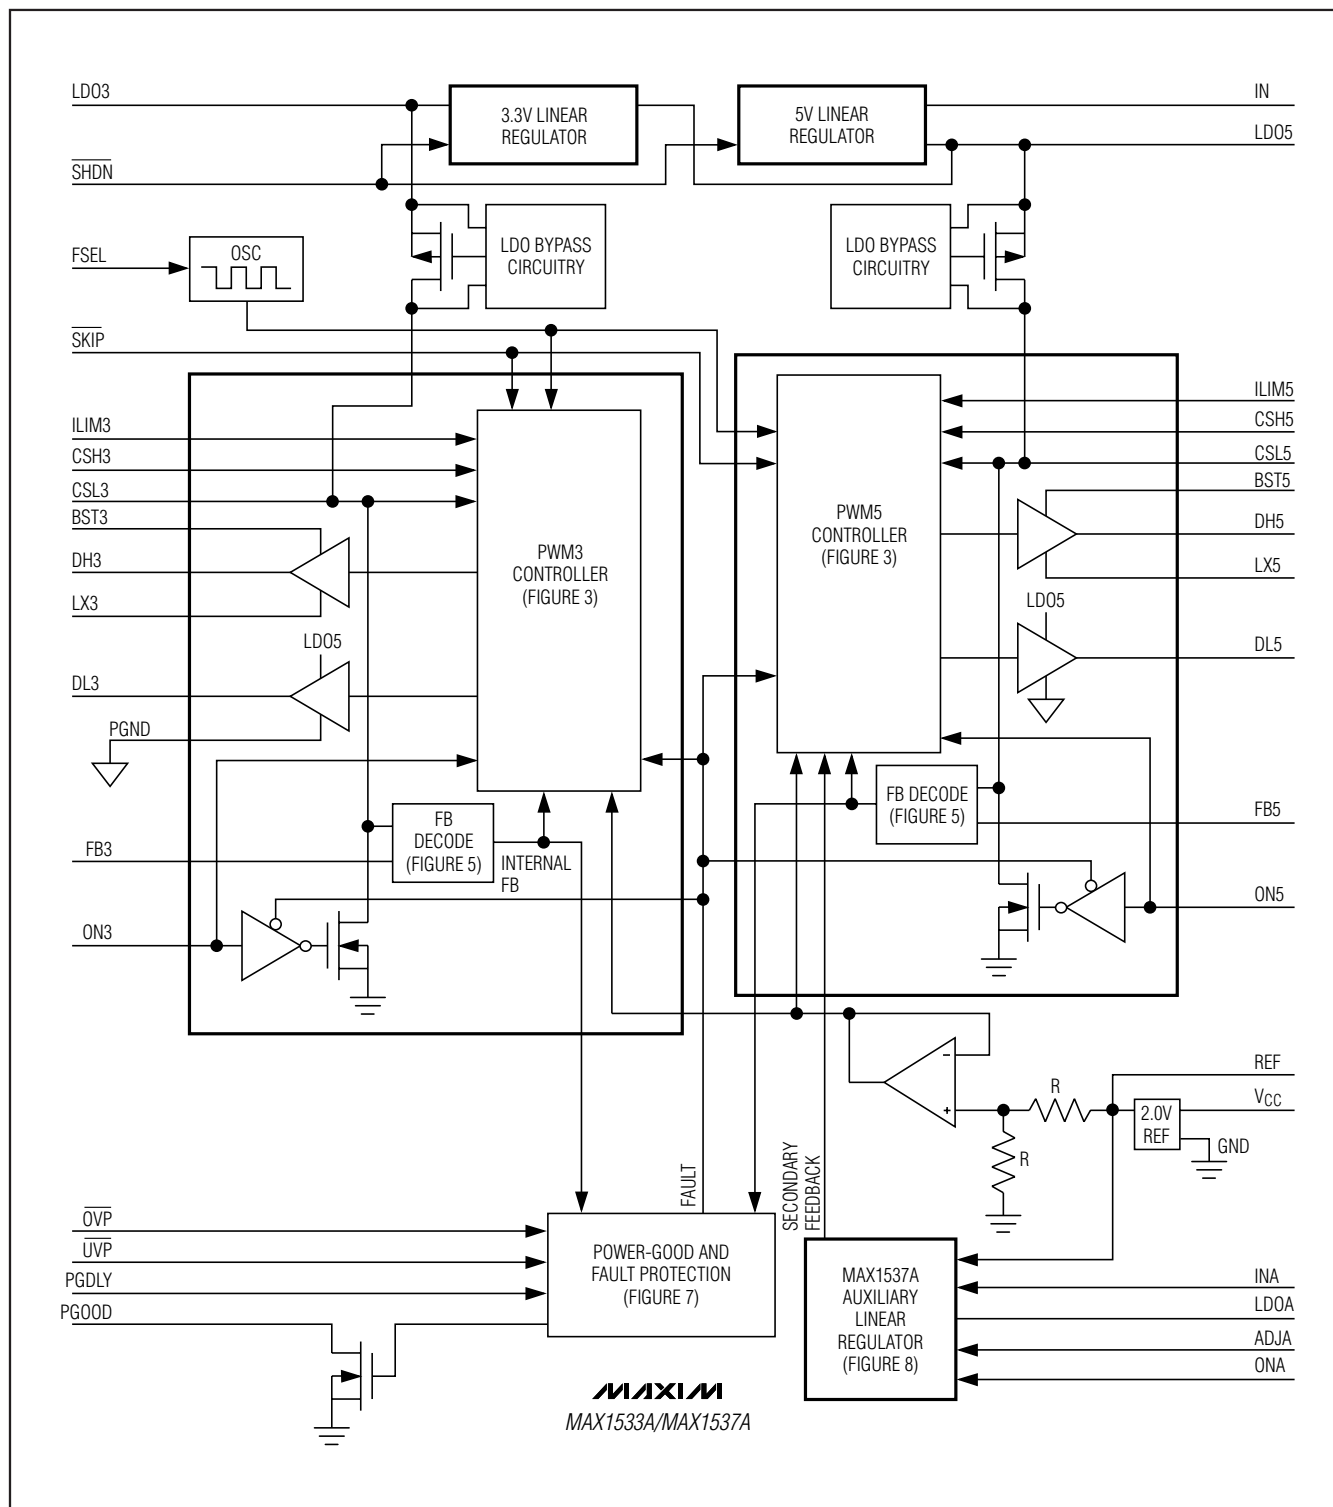 LDO3
3.3V LINEAR
REGULATOR
5V LINEAR
REGULATOR
IN
LDO5
SHDN
FSEL
OSC
LDO BYPASS
CIRCUITRY
LDO BYPASS
CIRCUITRY
SKIP
ILIM3
CSH3
CSL3
BST3
DH3
LX3
LDO5
DL3
PGND
PWM3
CONTROLLER
(FIGURE 3)
PWM5
CONTROLLER
(FIGURE 3)
ILIM5
CSH5
CSL5
BST5
DH5
LX5
LDO5
DL5
FB
DECODE
(FIGURE 5)
FB3
INTERNAL
FB
ON3
FB DECODE
(FIGURE 5)
FB5
ON5
-
+
R
R
2.0V
REF
REF
VCC
GND
FAULT
SECONDARY
FEEDBACK
OVP
UVP
PGDLY
PGOOD
POWER-GOOD AND
FAULT PROTECTION
(FIGURE 7)
MAX1537A
AUXILIARY
LINEAR
REGULATOR
(FIGURE 8)
INA
LDOA
ADJA
ONA
MAXIM
MAX1533A/MAX1537A